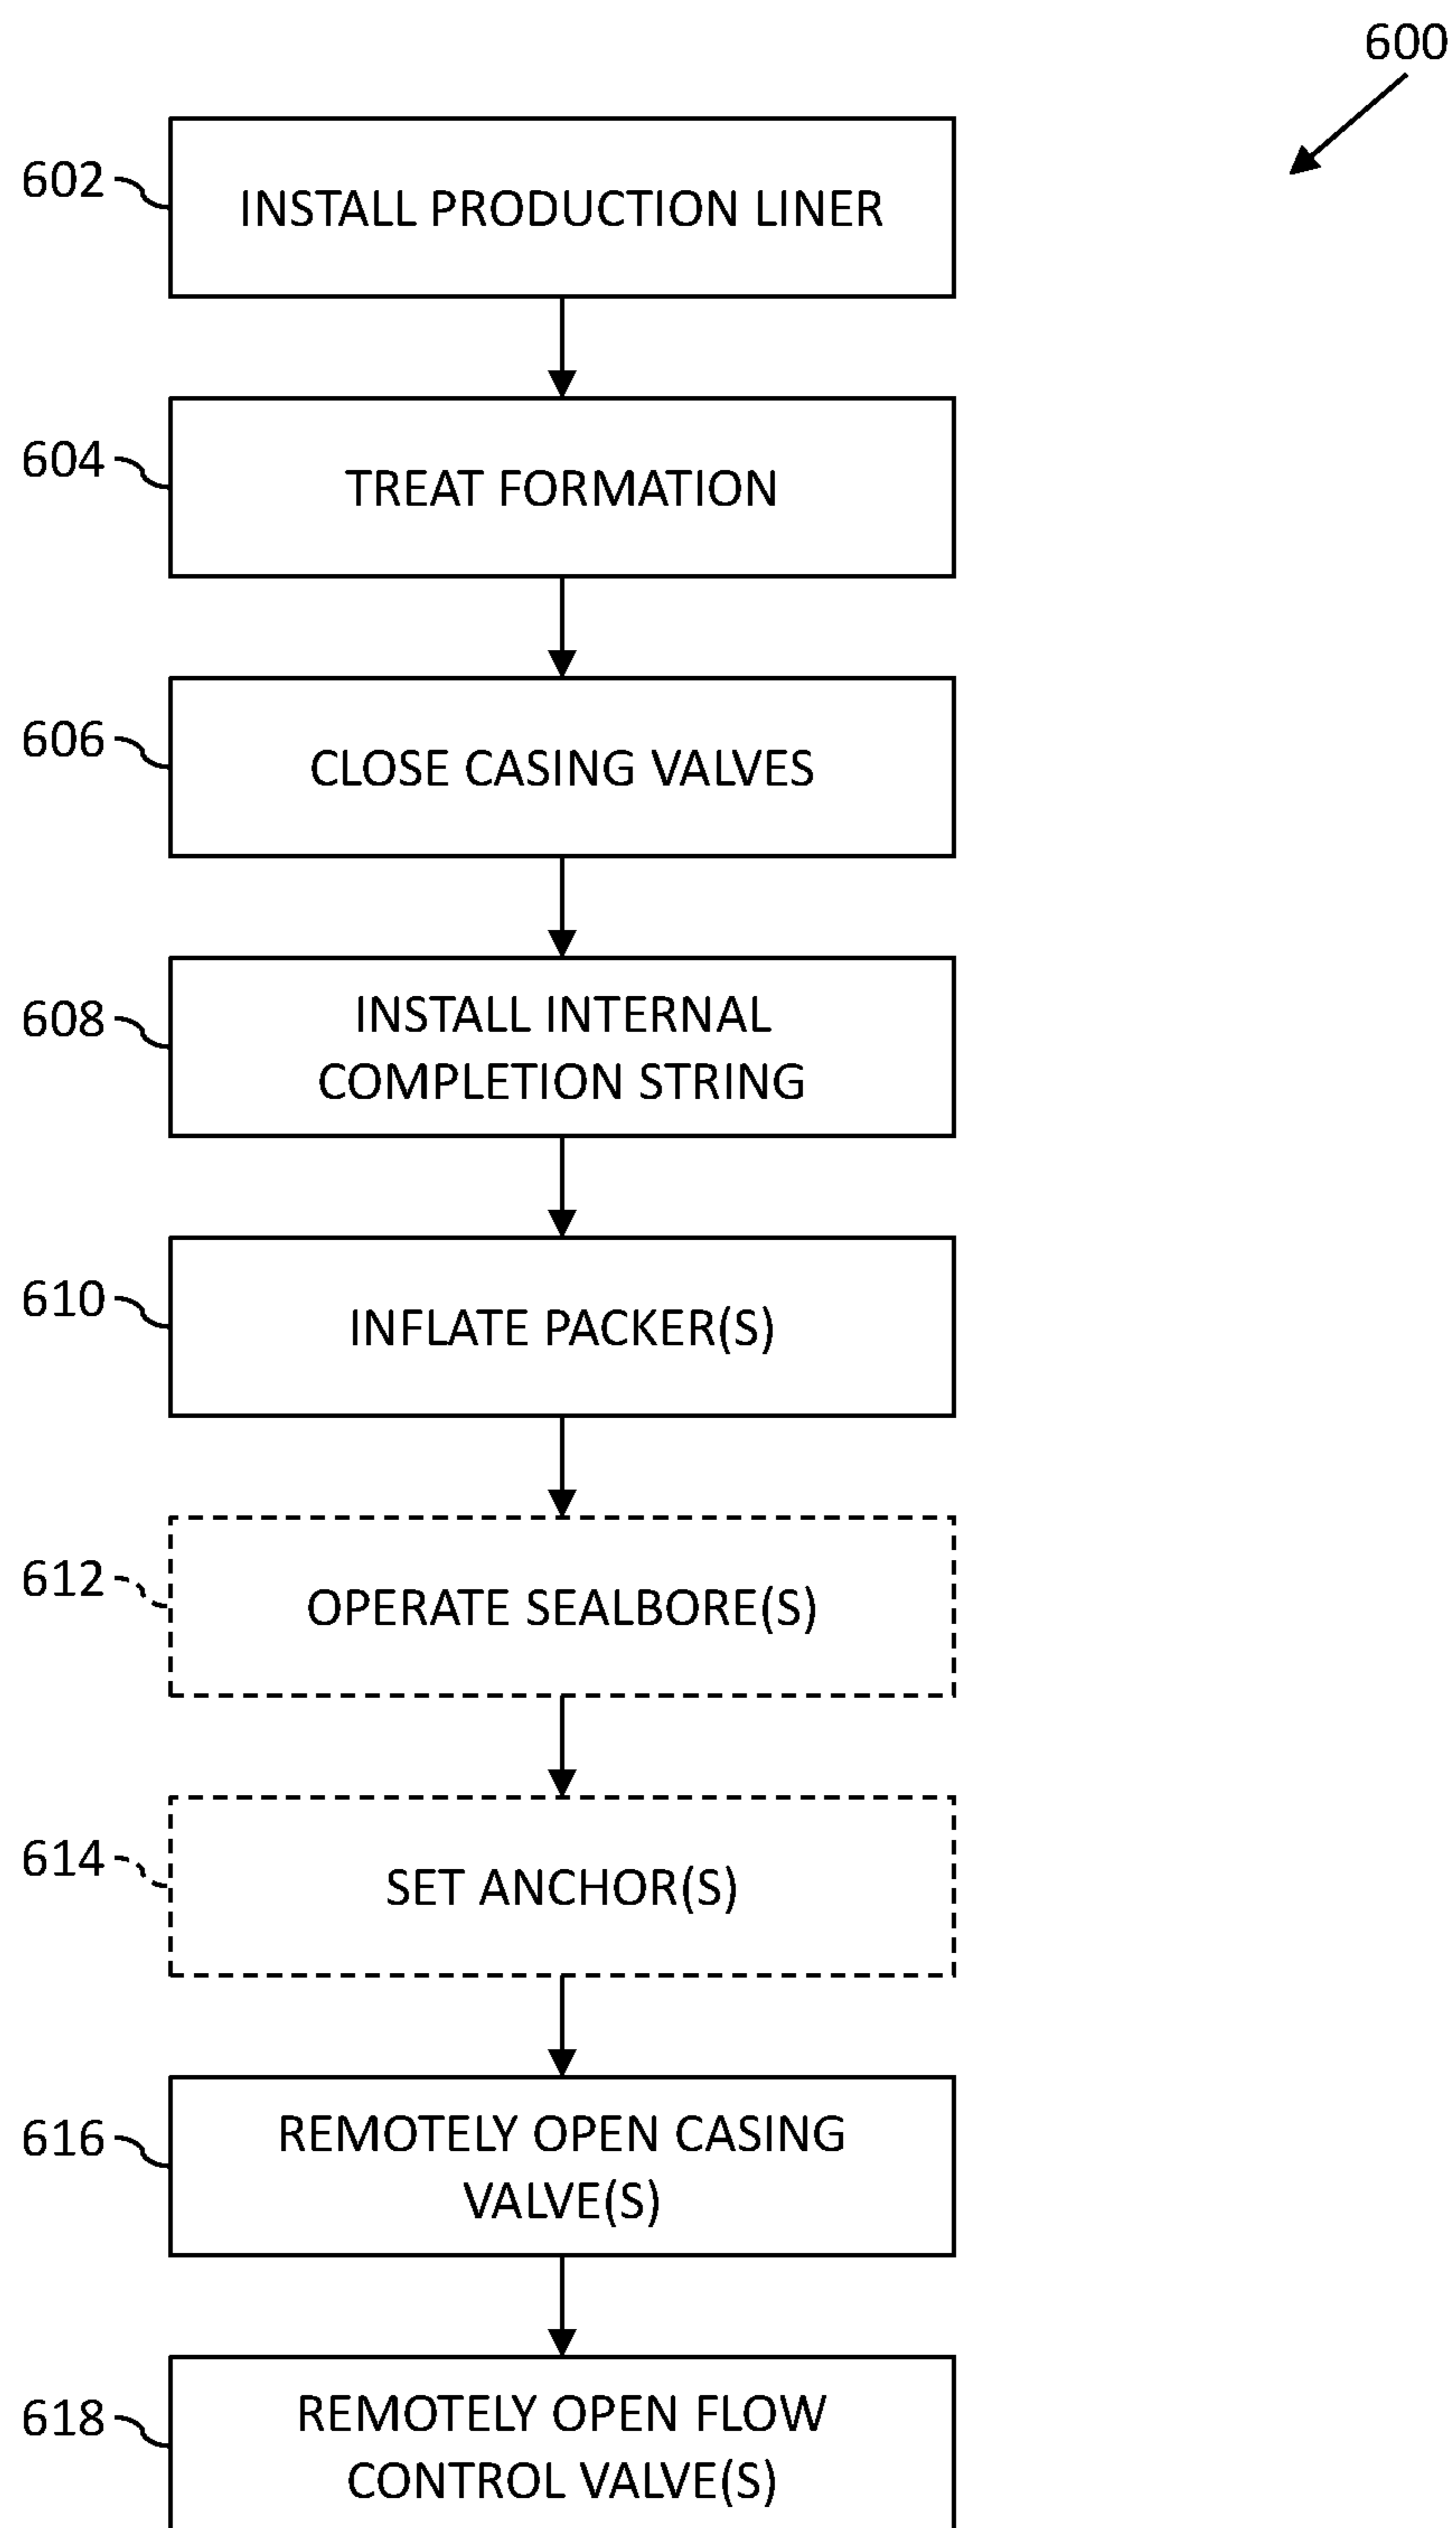 600
602
INSTALL PRODUCTION LINER
604
TREAT FORMATION
606
CLOSE CASING VALVES
608
INSTALL INTERNAL
COMPLETION STRING
610
INFLATE PACKER(S)
612
OPERATE SEALBORE(S)
614
SET ANCHOR(S)
616
REMOTELY OPEN CASING
VALVE(S)
618
REMOTELY OPEN FLOW
CONTROL VALVE(S)